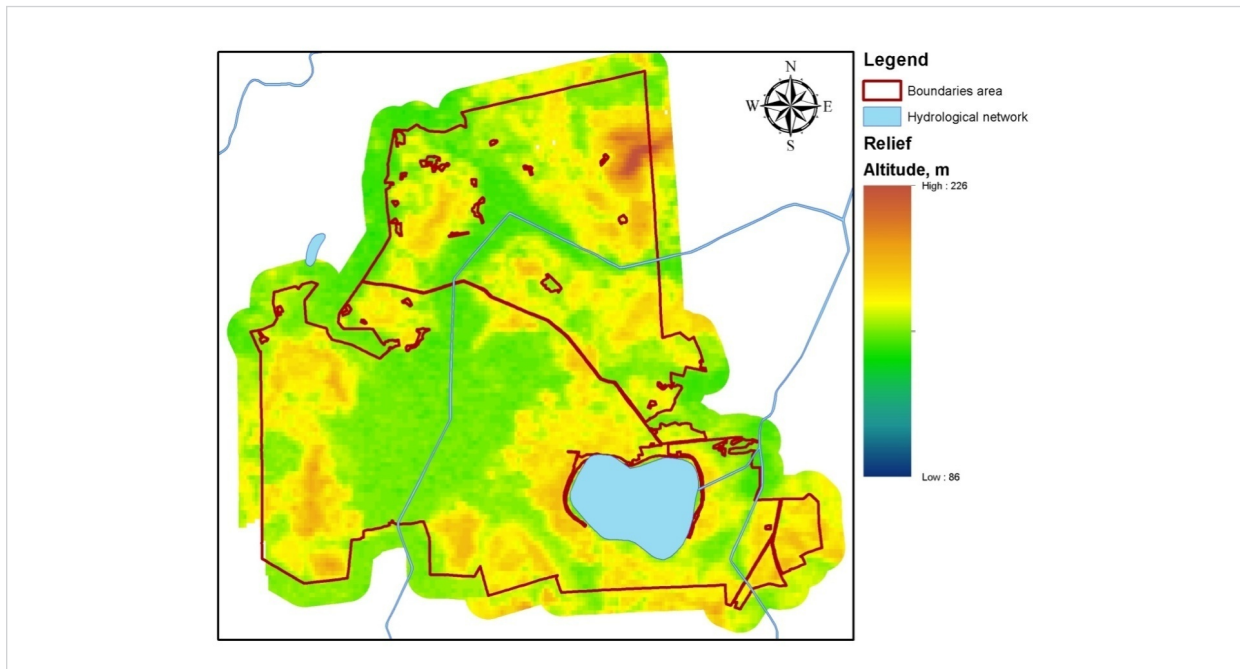 N
W E
S
Legend
Boundaries area
Hydrological network
Relief
Altitude, m
High : 226
Low : 86